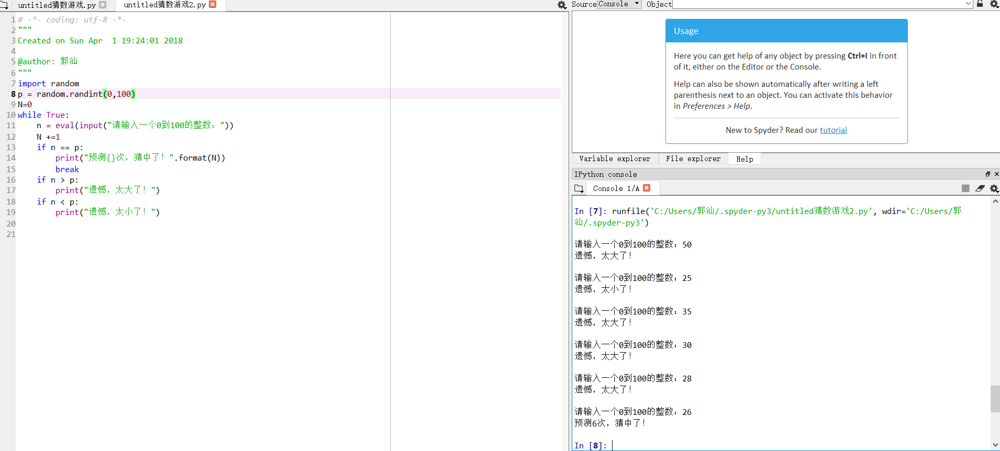 untitled猜数游戏.py
untitled猜数游戏2.py
1 # -*- coding: utf-8 -*-
2 """
3 Created on Sun Apr  1 19:24:01 2018
4
5 @author: 郭汕
6 """
7 import random
8 p = random.randint(0,100)
9 N=0
10 while True:
11     n = eval(input("请输入一个0到100的整数："))
12     N +=1
13     if n == p:
14         print("预测{}次，猜中了！".format(N))
15         break
16     if n > p:
17         print("遗憾，太大了！")
18     if n < p:
19         print("遗憾，太小了！")
20
21
Source Console Object
Usage
Here you can get help of any object by pressing Ctrl+I in front
of it, either on the Editor or the Console.
Help can also be shown automatically after writing a left
parenthesis next to an object. You can activate this behavior
in Preferences > Help.
New to Spyder? Read our tutorial
Variable explorer File explorer Help
IPython console
Console 1/A
In [7]: runfile('C:/Users/郭汕/.spyder-py3/untitled猜数游戏2.py', wdir='C:/Users/郭
汕/.spyder-py3')
请输入一个0到100的整数：50
遗憾，太大了！
请输入一个0到100的整数：25
遗憾，太小了！
请输入一个0到100的整数：35
遗憾，太大了！
请输入一个0到100的整数：30
遗憾，太大了！
请输入一个0到100的整数：28
遗憾，太大了！
请输入一个0到100的整数：26
预测6次，猜中了！
In [8]: